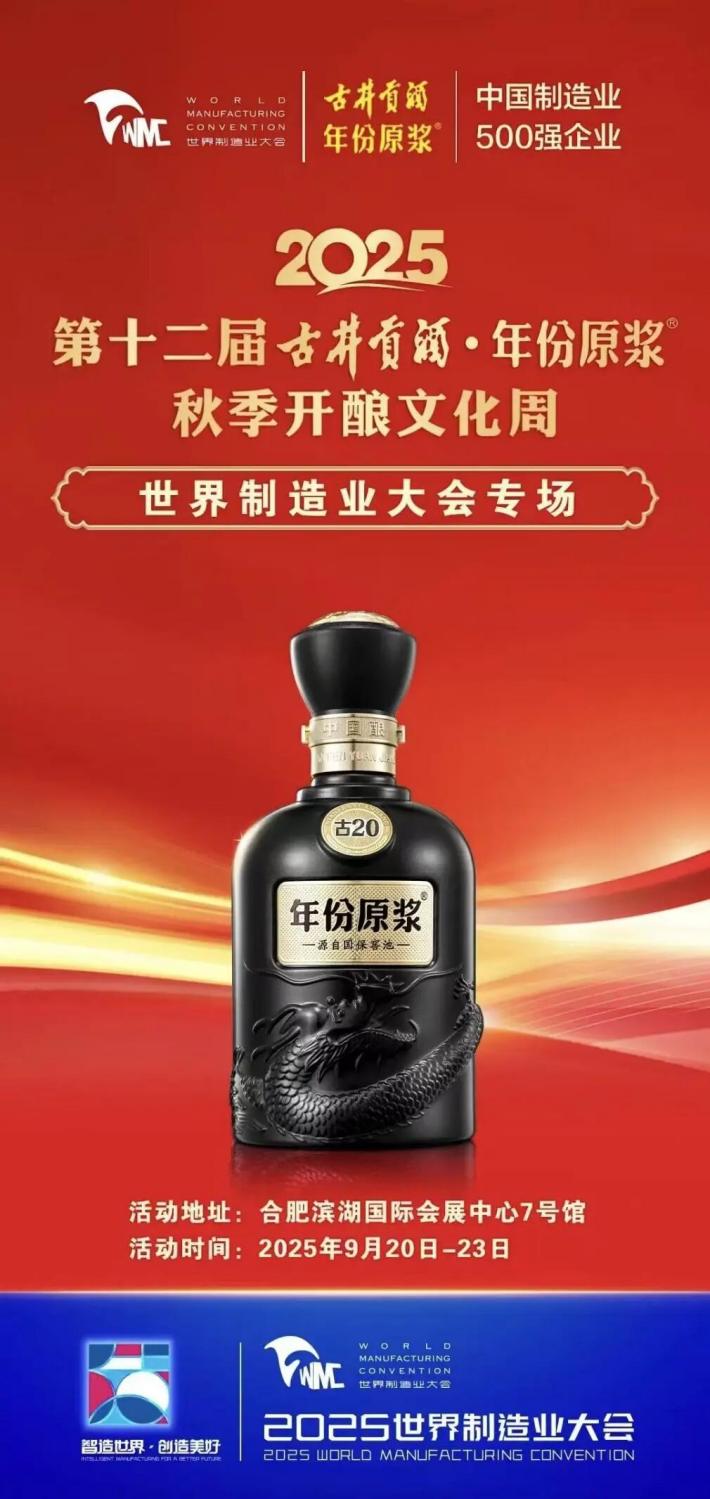 WMC
WORLD
MANUFACTURING
CONVENTION
世界制造业大会
古井贡酒
年份原浆®
中国制造业
500强企业
2025
第十二届古井贡酒·年份原浆®
秋季开酿文化周
世界制造业大会专场
中国酿
古20
年份原浆®
—源自国保窖池—
活动地址：合肥滨湖国际会展中心7号馆
活动时间：2025年9月20日-23日
智造世界·创造美好
INTELLIGENT MANUFACTURING FOR A BETTER FUTURE
WMC
WORLD
MANUFACTURING
CONVENTION
世界制造业大会
2025世界制造业大会
2025 WORLD MANUFACTURING CONVENTION